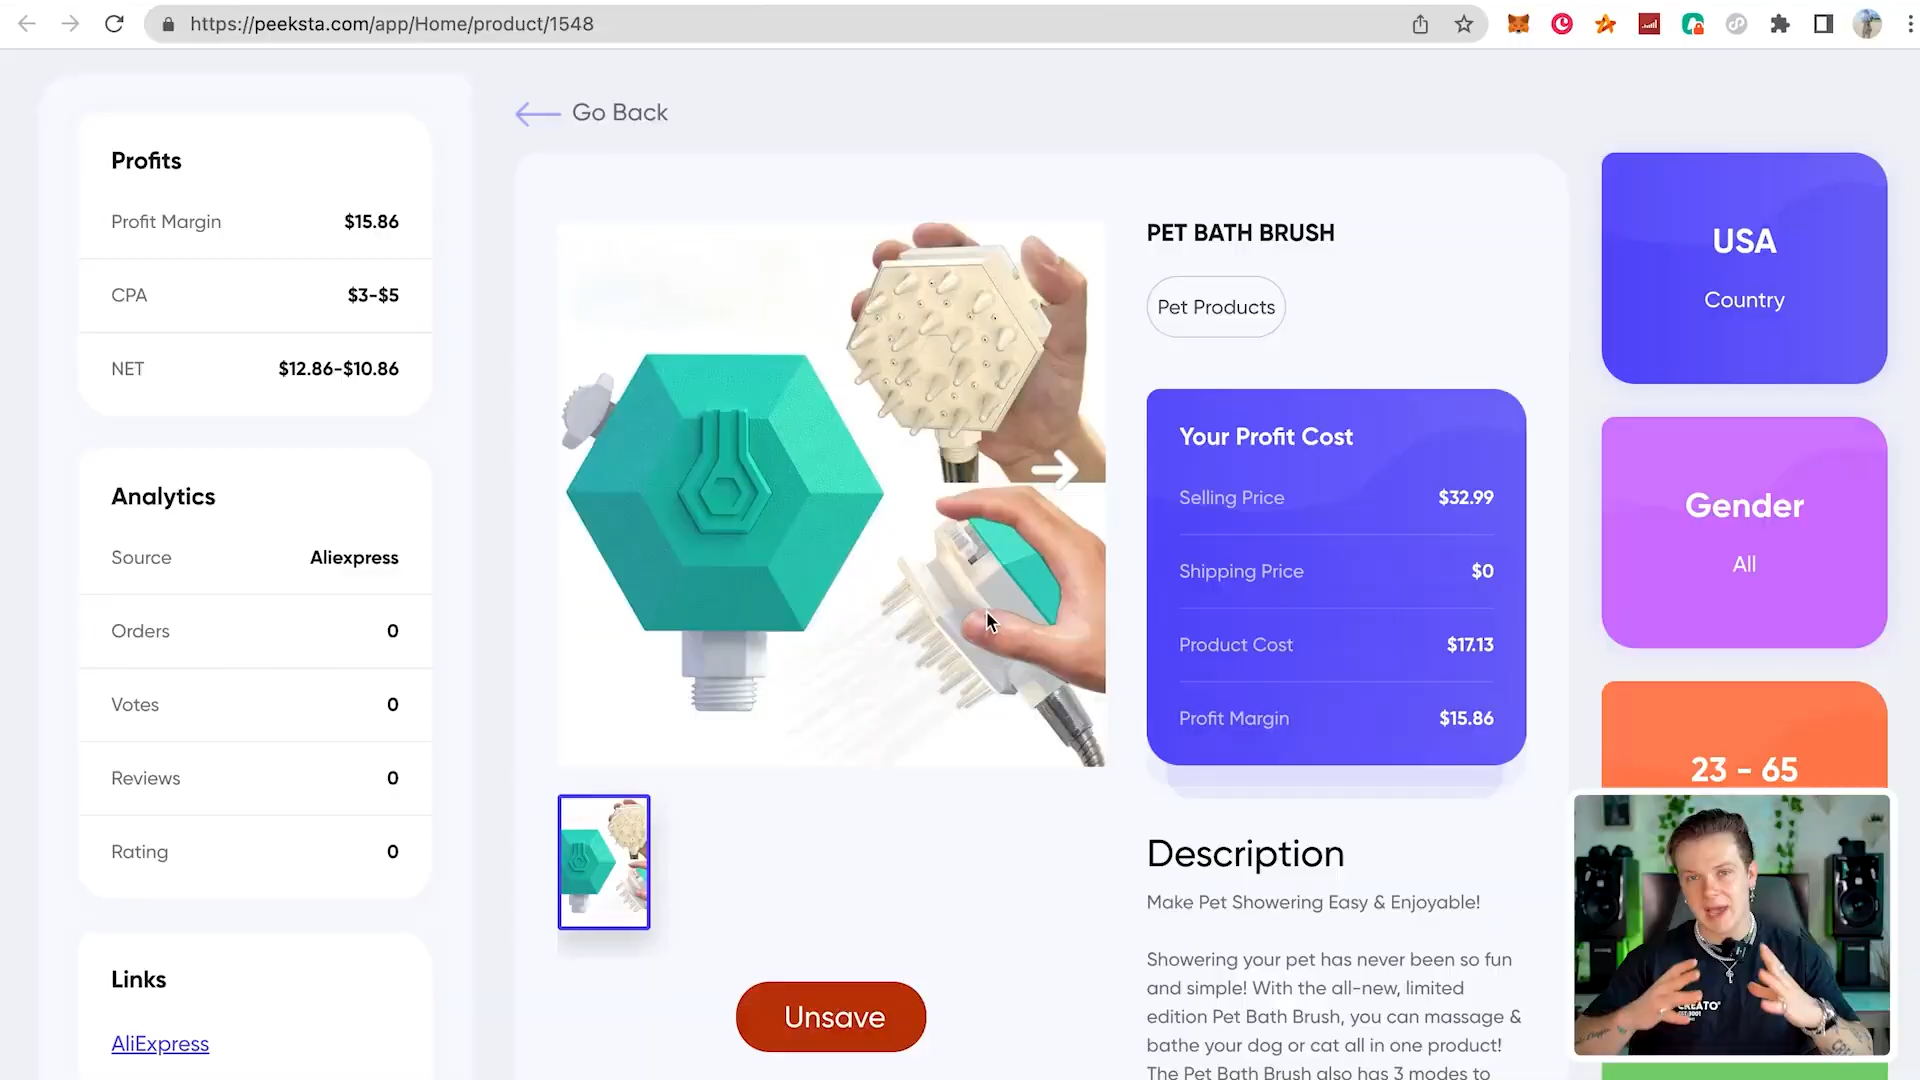 https://peeksta.com/app/Home/product/1548
Go Back
Profits
Profit Margin $15.86
CPA $3-$5
NET $12.86-$10.86
Analytics
Source Aliexpress
Orders 0
Votes 0
Reviews 0
Rating 0
Links
AliExpress
Unsave
PET BATH BRUSH
Pet Products
Your Profit Cost
Selling Price $32.99
Shipping Price $0
Product Cost $17.13
Profit Margin $15.86
Description
Make Pet Showering Easy & Enjoyable!
Showering your pet has never been so fun
and simple! With the all-new, limited
edition Pet Bath Brush, you can massage &
bathe your dog or cat all in one product!
The Pet Bath Brush also has 3 modes to
USA
Country
Gender
All
23 - 65